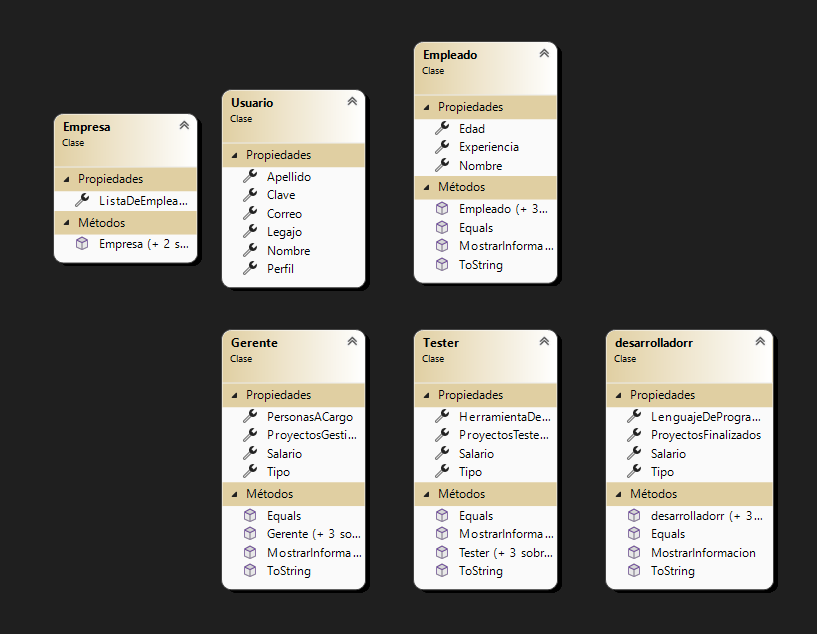 Empresa
Clase
Propiedades
ListaDeEmplea...
Métodos
Empresa (+ 2 s...
Usuario
Clase
Propiedades
Apellido
Clave
Correo
Legajo
Nombre
Perfil
Empleado
Clase
Propiedades
Edad
Experiencia
Nombre
Métodos
Empleado (+ 3...
Equals
MostrarInforma...
ToString
Gerente
Clase
Propiedades
PersonasACargo
ProyectosGesti...
Salario
Tipo
Métodos
Equals
Gerente (+ 3 so...
MostrarInforma...
ToString
Tester
Clase
Propiedades
HerramientaDe...
ProyectosTeste...
Salario
Tipo
Métodos
Equals
MostrarInforma...
Tester (+ 3 sobr...
ToString
desarrolladorr
Clase
Propiedades
LenguajeDeProgra...
ProyectosFinalizados
Salario
Tipo
Métodos
desarrolladorr (+ 3...
Equals
MostrarInformacion
ToString